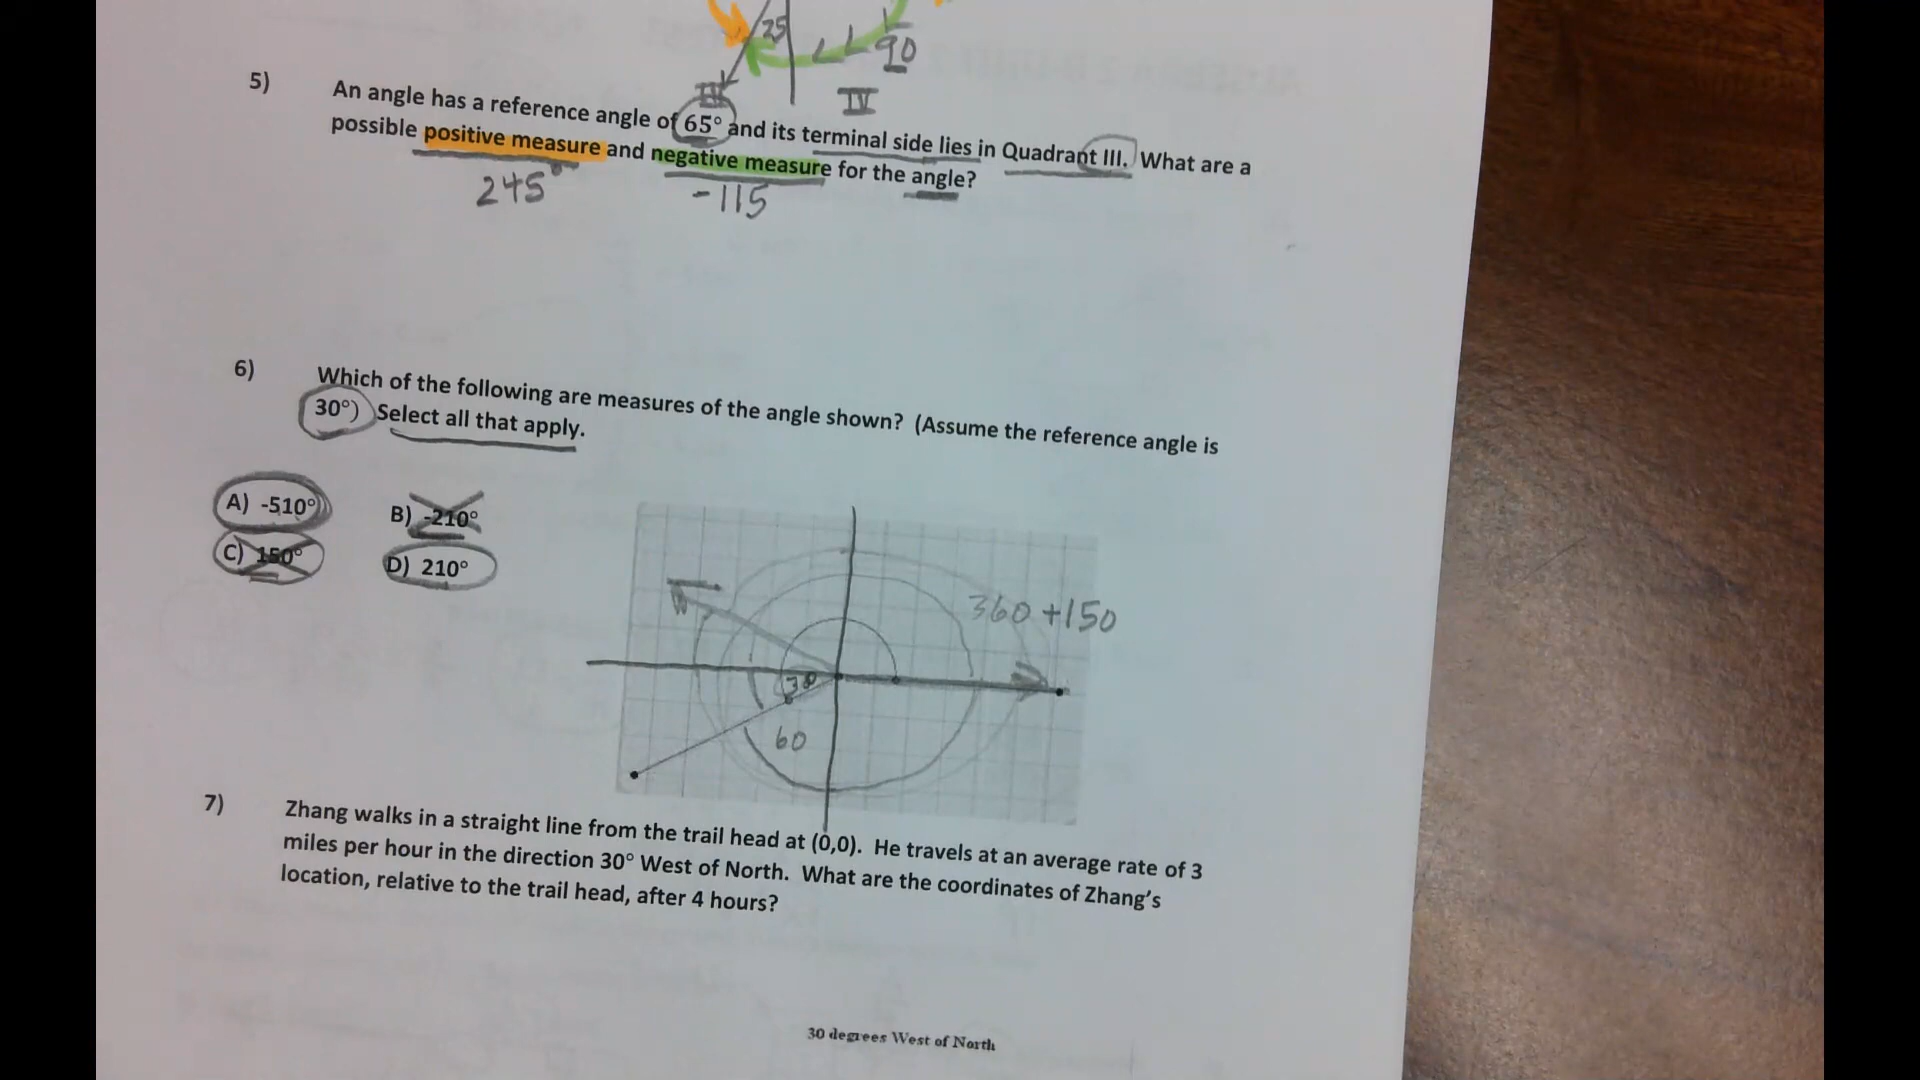 25
90
III
IV
5) An angle has a reference angle of 65° and its terminal side lies in Quadrant III. What are a
possible positive measure and negative measure for the angle?
245°
-115
6) Which of the following are measures of the angle shown? (Assume the reference angle is
30°) Select all that apply.
A) -510° B) -210°
C) 150° D) 210°
360 +150
30
60
7) Zhang walks in a straight line from the trail head at (0,0). He travels at an average rate of 3
miles per hour in the direction 30° West of North. What are the coordinates of Zhang's
location, relative to the trail head, after 4 hours?
30 degrees West of North